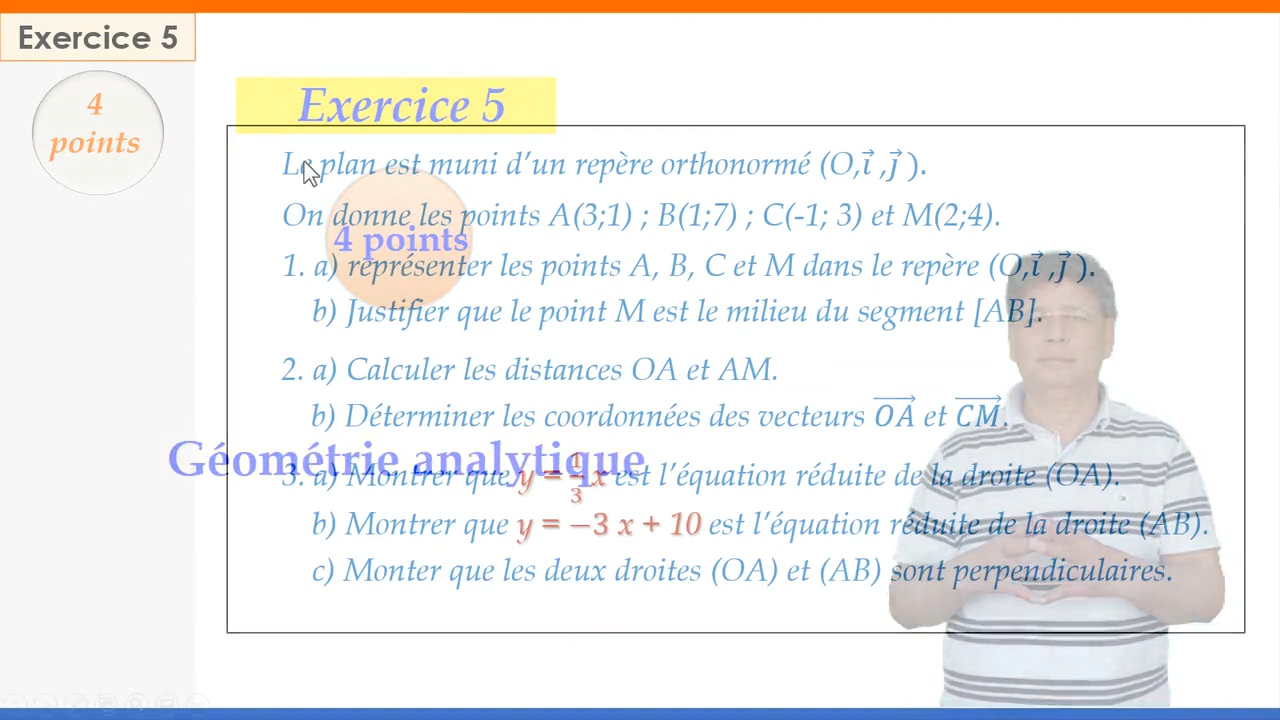 Exercice 5
4
points
Exercice 5
Le plan est muni d’un repère orthonormé (O,i⃗ ,j⃗ ).
On donne les points A(3;1) ; B(1;7) ; C(-1; 3) et M(2;4).
4 points
1. a) représenter les points A, B, C et M dans le repère (O,i⃗ ,j⃗ ).
b) Justifier que le point M est le milieu du segment [AB].
2. a) Calculer les distances OA et AM.
b) Déterminer les coordonnées des vecteurs O͞A⃗ et C͞M⃗.
Géométrie analytique
3. a) Montrer que y = 1/3 x est l’équation réduite de la droite (OA).
b) Montrer que y = −3 x + 10 est l’équation réduite de la droite (AB).
c) Monter que les deux droites (OA) et (AB) sont perpendiculaires.